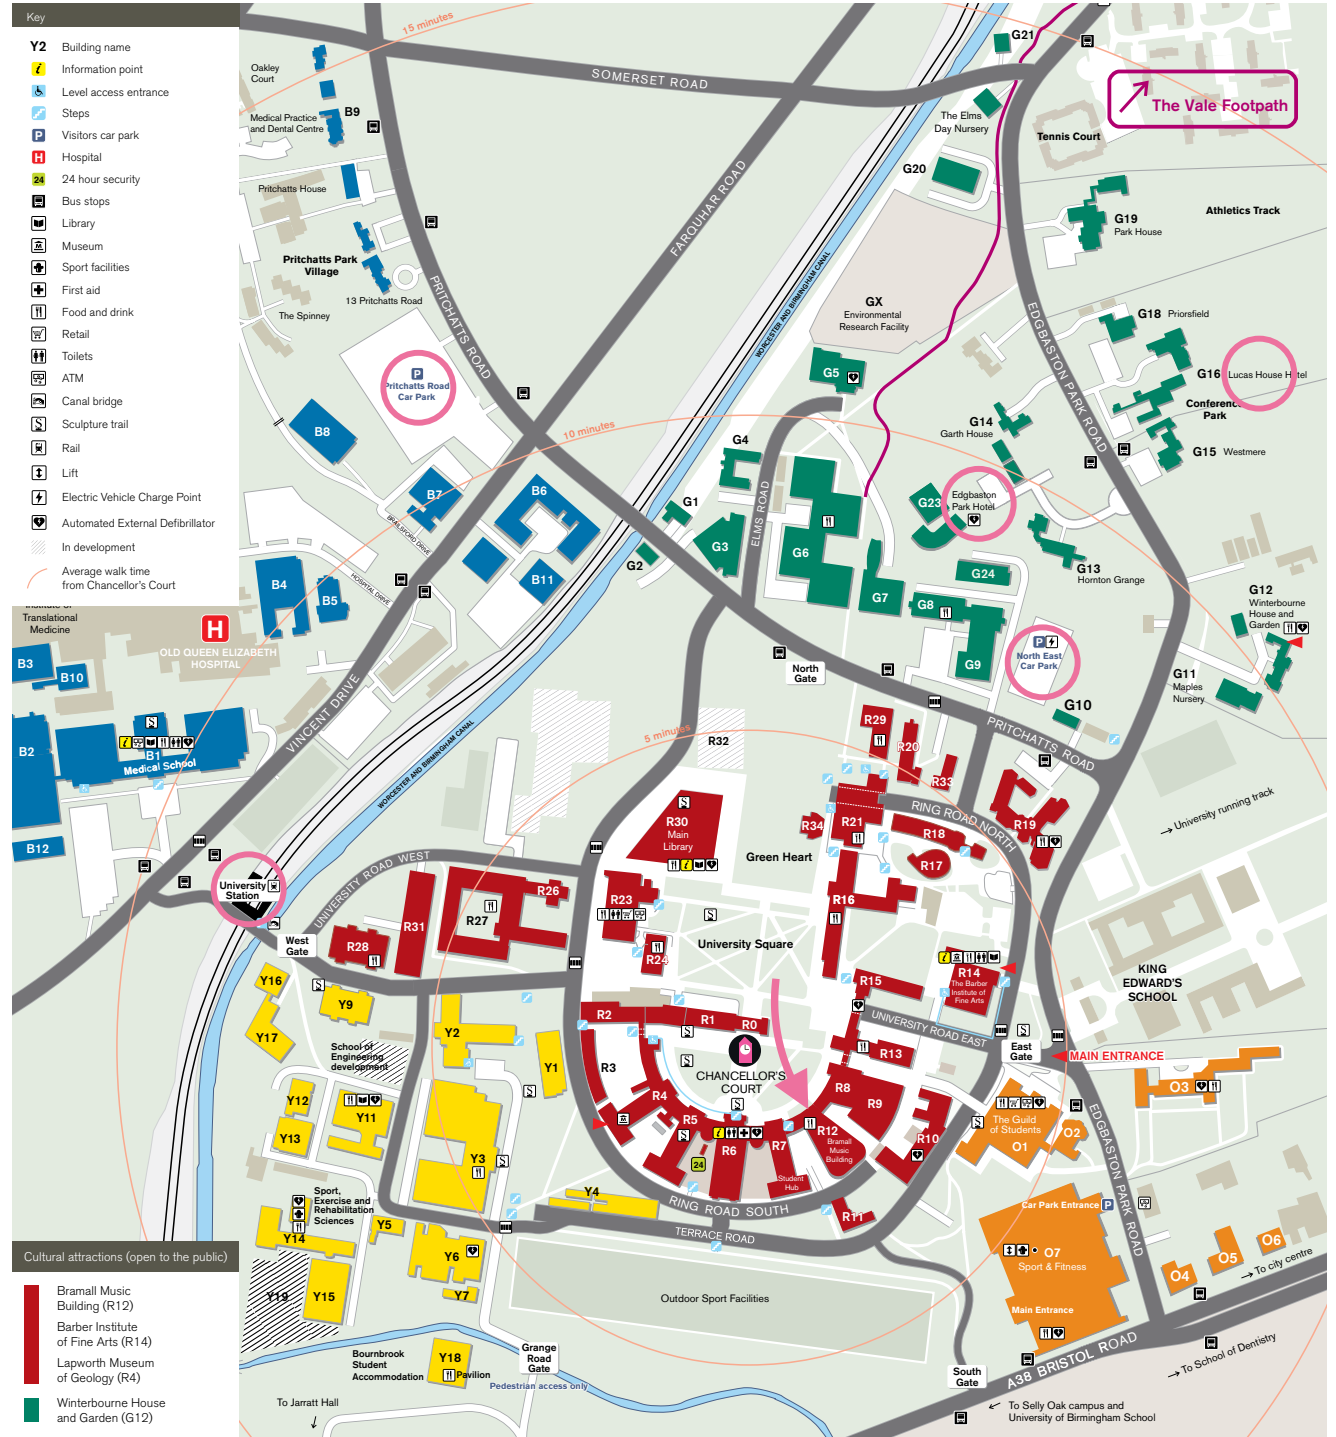 Key
Y2 Building name
Information point
Level access entrance
Steps
P Visitors car park
H Hospital
24 24 hour security
Bus stops
Library
Museum
Sport facilities
First aid
Food and drink
Retail
Toilets
ATM
Canal bridge
Sculpture trail
Rail
Lift
Electric Vehicle Charge Point
Automated External Defibrillator
In development
Average walk time
from Chancellor's Court
15 minutes
SOMERSET ROAD
G21
The Vale Footpath
Oakley
Court
B9
Medical Practice
and Dental Centre
The Elms
Day Nursery
Tennis Court
G20
Pritchatts House
FARQUHAR ROAD
G19
Park House
Athletics Track
Pritchatts Park
Village
13 Pritchatts Road
The Spinney
PRITCHATTS ROAD
WORCESTER AND BIRMINGHAM CANAL
GX
Environmental
Research Facility
EDGBASTON PARK ROAD
G18 Priorsfield
G16 Lucas House Hotel
Conference
Park
G15 Westmere
G5
P
Pritchatts Road
Car Park
G14
Garth House
B8
10 minutes
G4
B7
B6
G1
G23
Edgbaston
Park Hotel
ELMS ROAD
G3
G6
G2
BRAILSFORD DRIVE
B11
HOSPITAL DRIVE
B4
B5
G13
Hornton Grange
G24
G7
G8
G9
G12
Winterbourne
House and
Garden
Institute of
Translational
Medicine
H
OLD QUEEN ELIZABETH
HOSPITAL
B3
B10
P
North East
Car Park
North
Gate
G11
Maples
Nursery
G10
VINCENT DRIVE
WORCESTER AND BIRMINGHAM CANAL
B2
B1
Medical School
B12
5 minutes
R32
R29
R20
R33
PRITCHATTS ROAD
R30
Main
Library
R34
R21
RING ROAD NORTH
R18
R17
R19
University running track
Green Heart
University
Station
UNIVERSITY ROAD WEST
R31
R27
R26
R23
R24
R16
University Square
West
Gate
R28
R15
R14
The Barber
Institute of
Fine Arts
KING
EDWARD'S
SCHOOL
UNIVERSITY ROAD EAST
East
Gate
MAIN ENTRANCE
Y16
Y17
Y9
Y2
Y1
School of
Engineering
development
R2
R1
R0
R3
CHANCELLOR'S
COURT
R13
R8
R9
R4
R5
R6
R7
R12
Bramall
Music
Building
R10
Student
Hub
24
R11
O3
The Guild
of Students
O1
O2
Y12
Y11
Y13
Y3
Y4
Sport,
Exercise and
Rehabilitation
Sciences
Y14
Y5
Y6
Y7
Y19
Y15
RING ROAD SOUTH
TERRACE ROAD
EDGBASTON PARK ROAD
Car Park Entrance P
O7
Sport & Fitness
Main Entrance
O4
O5
O6
To city centre
Outdoor Sport Facilities
A38 BRISTOL ROAD
To School of Dentistry
South
Gate
To Selly Oak campus and
University of Birmingham School
Grange
Road
Gate
Pedestrian access only
Bournbrook
Student
Accommodation
Y18
Pavilion
To Jarratt Hall
Cultural attractions (open to the public)
Bramall Music
Building (R12)
Barber Institute
of Fine Arts (R14)
Lapworth Museum
of Geology (R4)
Winterbourne House
and Garden (G12)